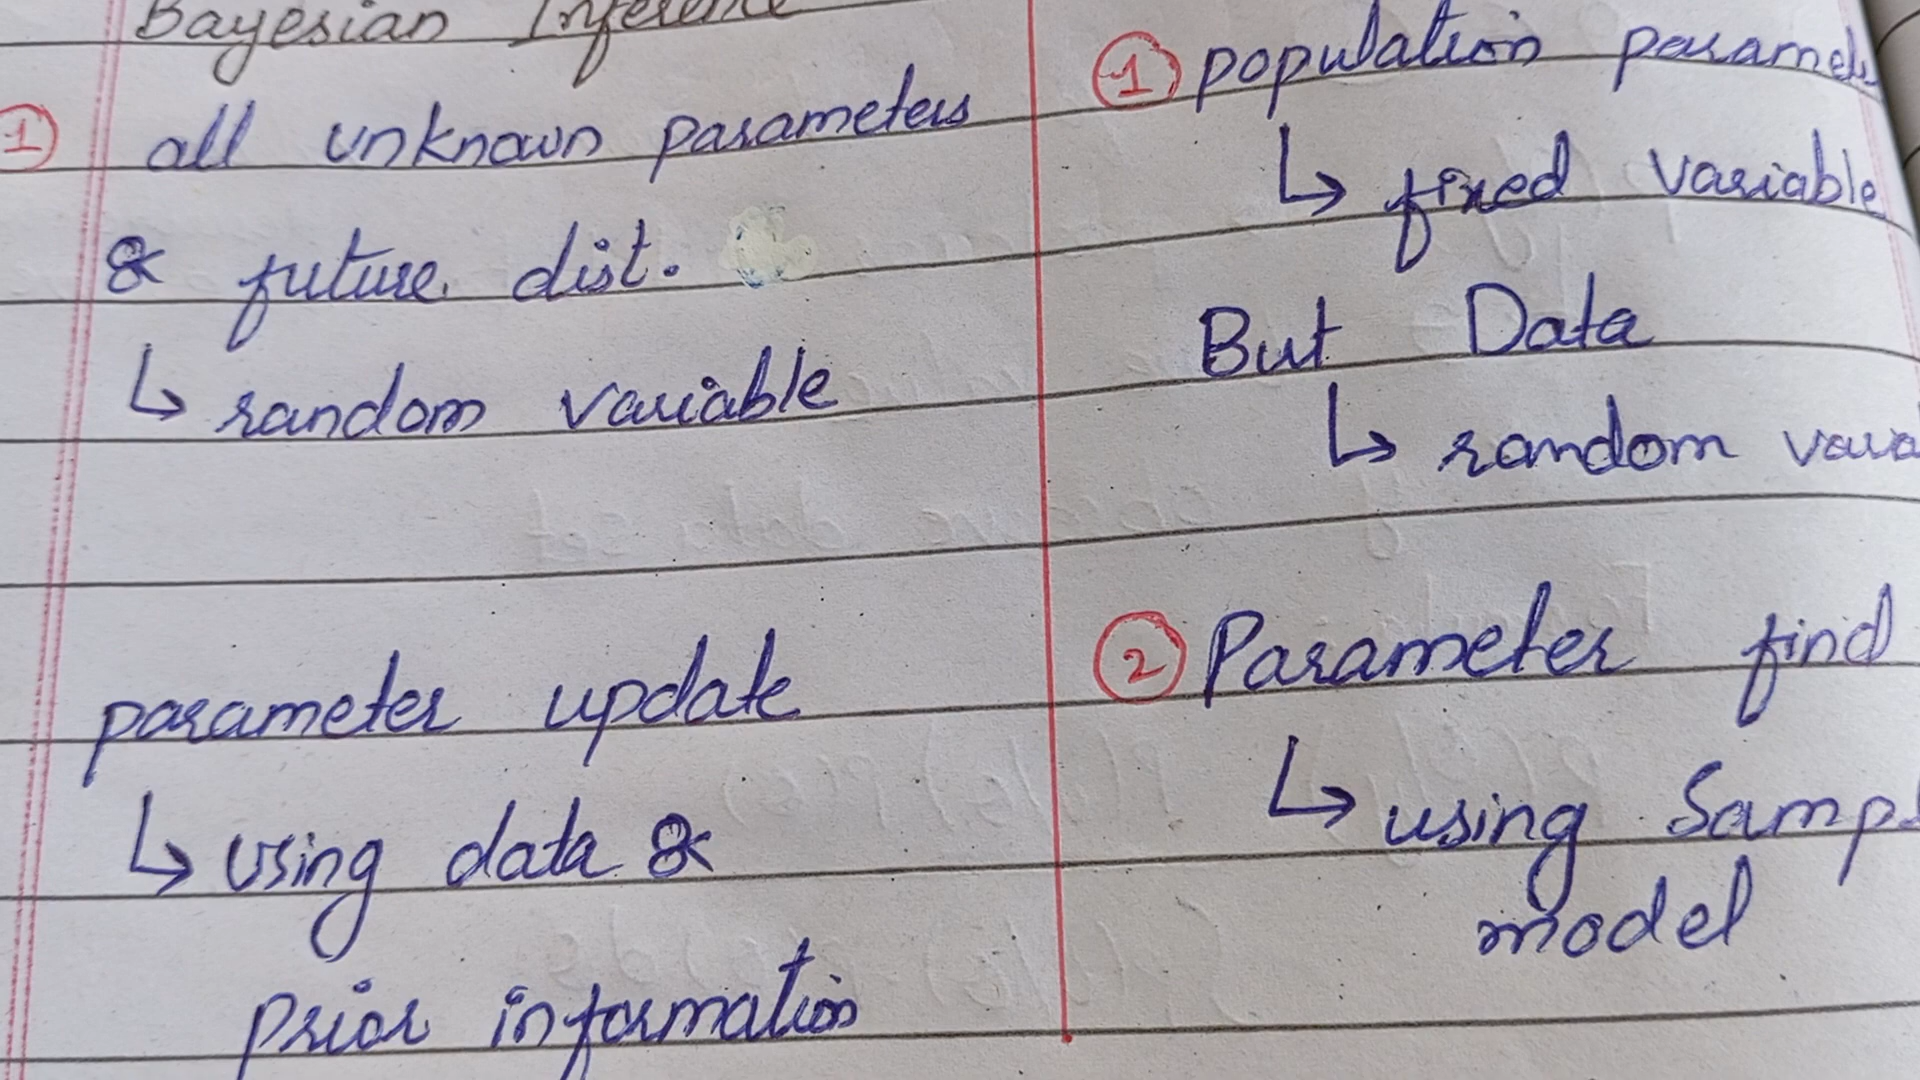 Bayesian Inference
① all unknown parameters
& future dist.
↳ random variable
parameter update
↳ using data &
prior information
① population
↳ fixed variable
But Data
↳ random
② Parameter find
↳ using
model